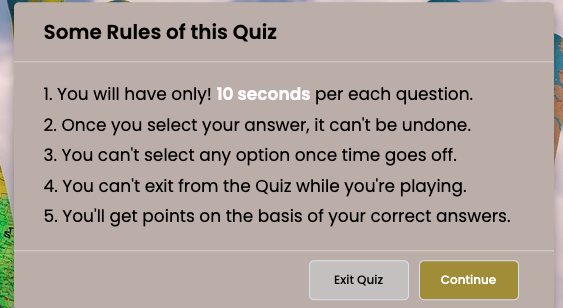 Some Rules of this Quiz
1. You will have only! 10 seconds per each question.
2. Once you select your answer, it can't be undone.
3. You can't select any option once time goes off.
4. You can't exit from the Quiz while you're playing.
5. You'll get points on the basis of your correct answers.
Exit Quiz
Continue